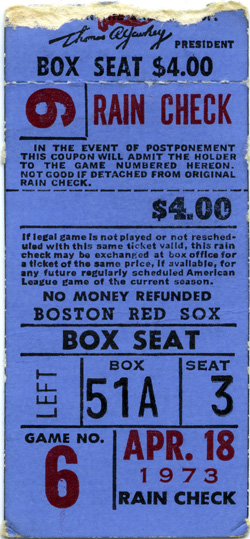 Thomas A Yawkey
PRESIDENT
BOX SEAT $4.00
6
RAIN CHECK
IN THE EVENT OF POSTPONEMENT
THIS COUPON WILL ADMIT THE HOLDER
TO THE GAME NUMBERED HEREON.
NOT GOOD IF DETACHED FROM ORIGINAL
RAIN CHECK.
$4.00
If legal game is not played or not resched-
uled with this same ticket valid, this rain
check may be exchanged at box office for
a ticket of the same price, if available, for
any future regularly scheduled American
League game of the current season.
NO MONEY REFUNDED
BOSTON RED SOX
BOX SEAT
LEFT
BOX
51A
SEAT
3
GAME NO.
6
APR. 18
1973
RAIN CHECK